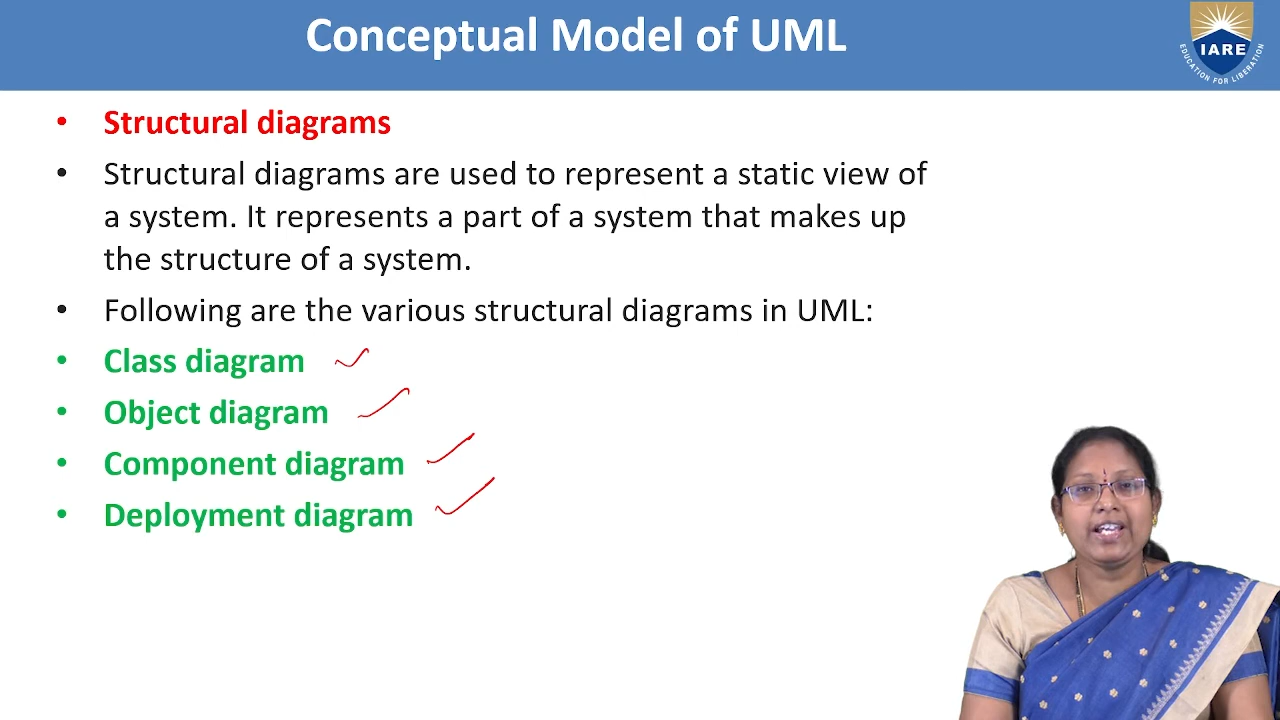 Conceptual Model of UML
IARE
EDUCATION FOR LIBERATION
• Structural diagrams
• Structural diagrams are used to represent a static view of
a system. It represents a part of a system that makes up
the structure of a system.
• Following are the various structural diagrams in UML:
• Class diagram
• Object diagram
• Component diagram
• Deployment diagram